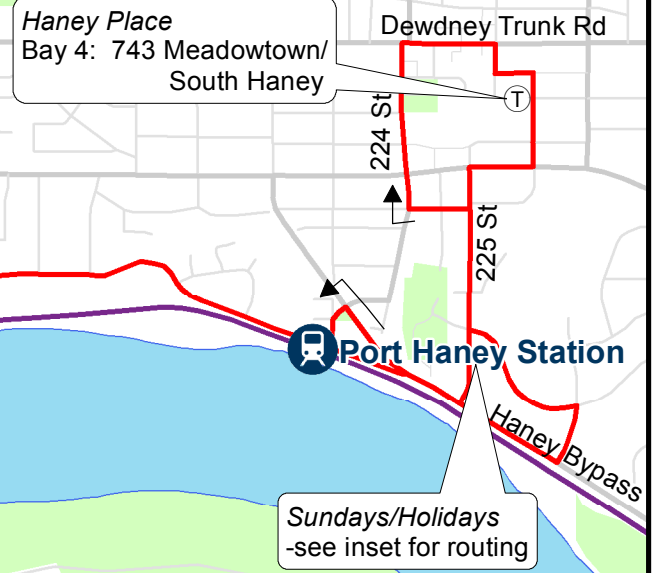 Haney Place
Bay 4: 743 Meadowtown/
South Haney
Dewdney Trunk Rd
T
224 St
225 St
Port Haney Station
Haney Bypass
Sundays/Holidays
-see inset for routing